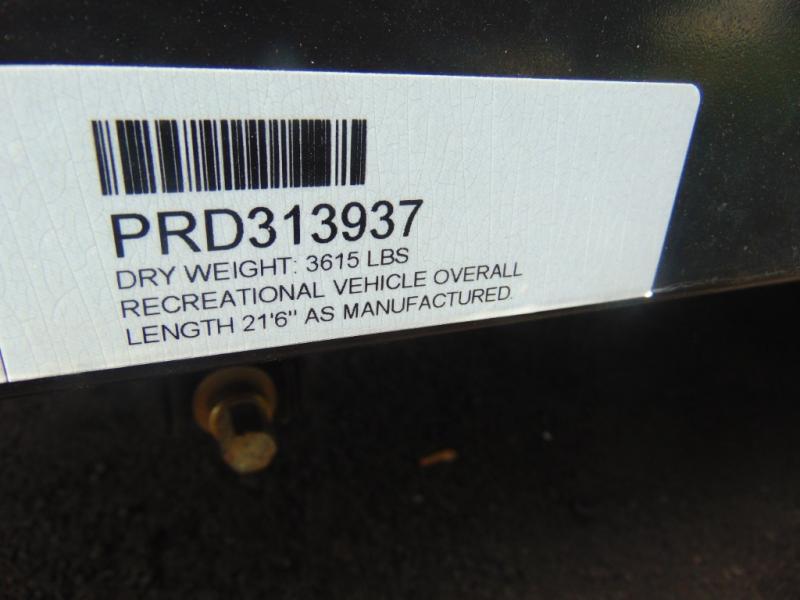 PRD313937
DRY WEIGHT: 3615 LBS
RECREATIONAL VEHICLE OVERALL
LENGTH 21'6" AS MANUFACTURED.